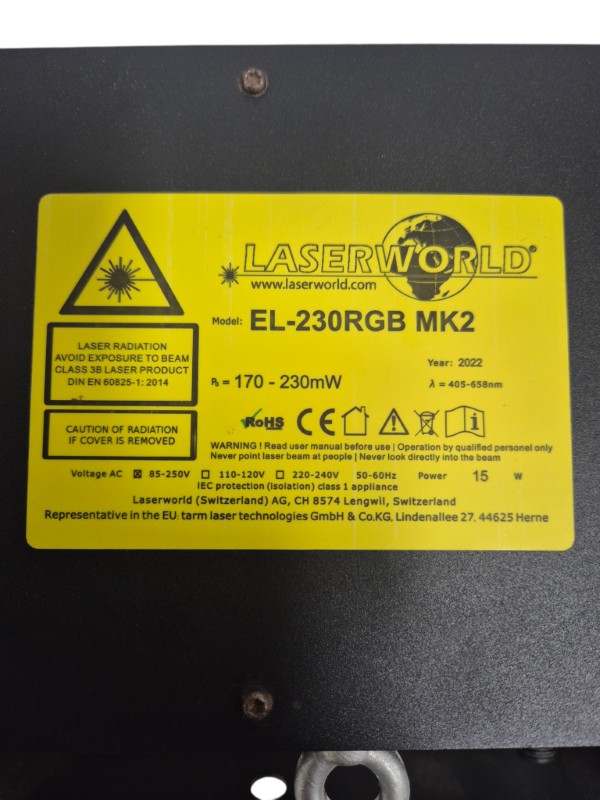 LASERWORLD®
www.laserworld.com
Model: EL-230RGB MK2
LASER RADIATION
AVOID EXPOSURE TO BEAM
CLASS 3B LASER PRODUCT
DIN EN 60825-1: 2014
Year: 2022
P₀ = 170 - 230mW
λ = 405-658nm
CAUTION OF RADIATION
IF COVER IS REMOVED
RoHS CE i
WARNING ! Read user manual before use | Operation by qualified personel only
Never point laser beam at people | Never look directly into the beam
Voltage AC ☒ 85-250V ☐ 110-120V ☐ 220-240V 50-60Hz Power 15 W
IEC protection (isolation) class 1 appliance
Laserworld (Switzerland) AG, CH 8574 Lengwil, Switzerland
Representative in the EU: tarm laser technologies GmbH & Co.KG, Lindenallee 27. 44625 Herne